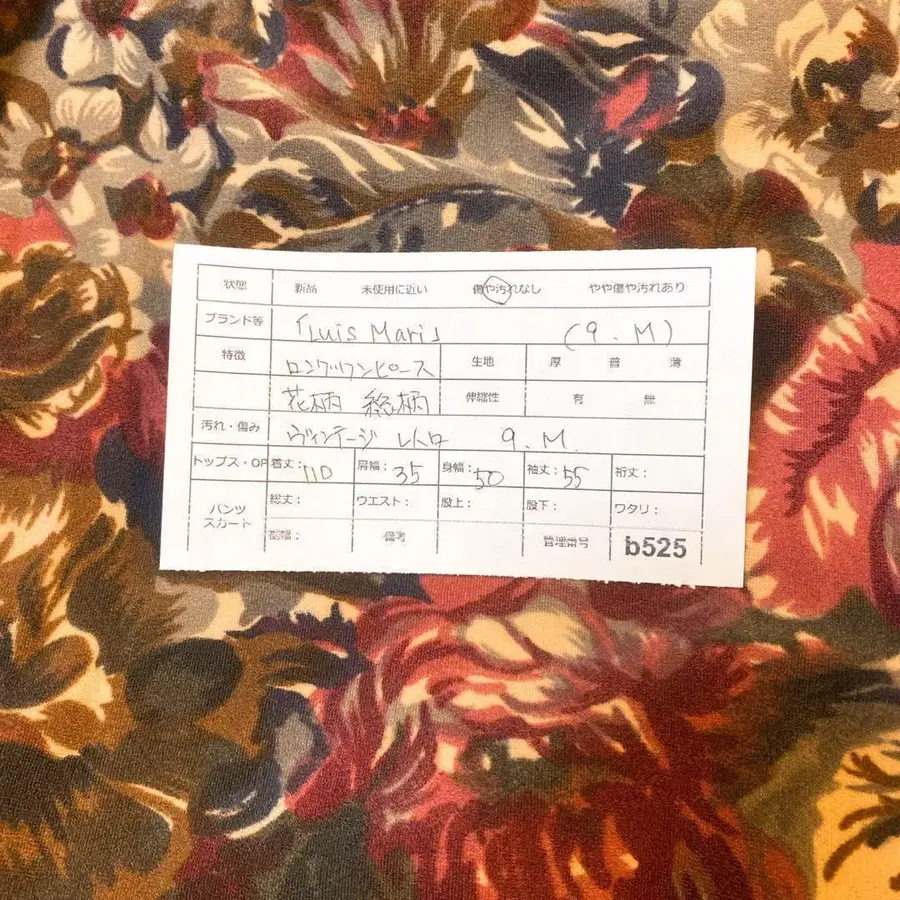 状態 新品 未使用に近い 傷や汚れなし やや傷や汚れあり
ブランド等 「Luis Mari」 (9.M)
特徴 ロングワンピース 生地 厚 普 薄
花柄 総柄 伸縮性 有 無
汚れ・傷み ヴィンテージ レトロ 9.M
トップス・OP 着丈:110 肩幅:35 身幅:50 袖丈:55 裄丈:
パンツ スカート 総丈: ウエスト: 股上: 股下: ワタリ:
裾幅: 備考 管理番号 b525